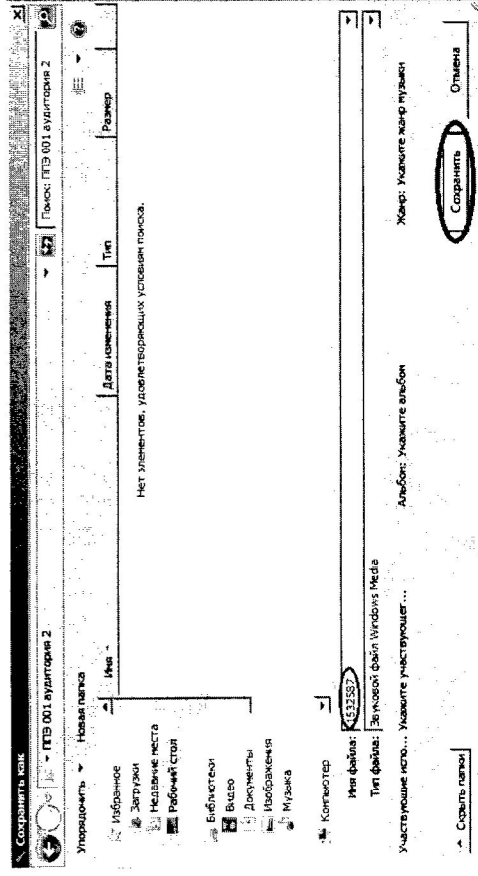 Сохранить как
ППЭ 001 аудитория 2
Поиск: ППЭ 001 аудитория 2
Упорядочить Новая папка
Имя Дата изменения Тип Размер
Избранное
Загрузки
Недавние места
Рабочий стол
Библиотеки
Видео
Документы
Изображения
Музыка
Компьютер
Нет элементов, удовлетворяющих условиям поиска.
Имя файла: 1532587
Тип файла: Звуковой файл Windows Media
Участвующие испо... Укажите участвующег... Альбом: Укажите альбом Жанр: Укажите жанр музыки
Скрыть папки Сохранить Отмена